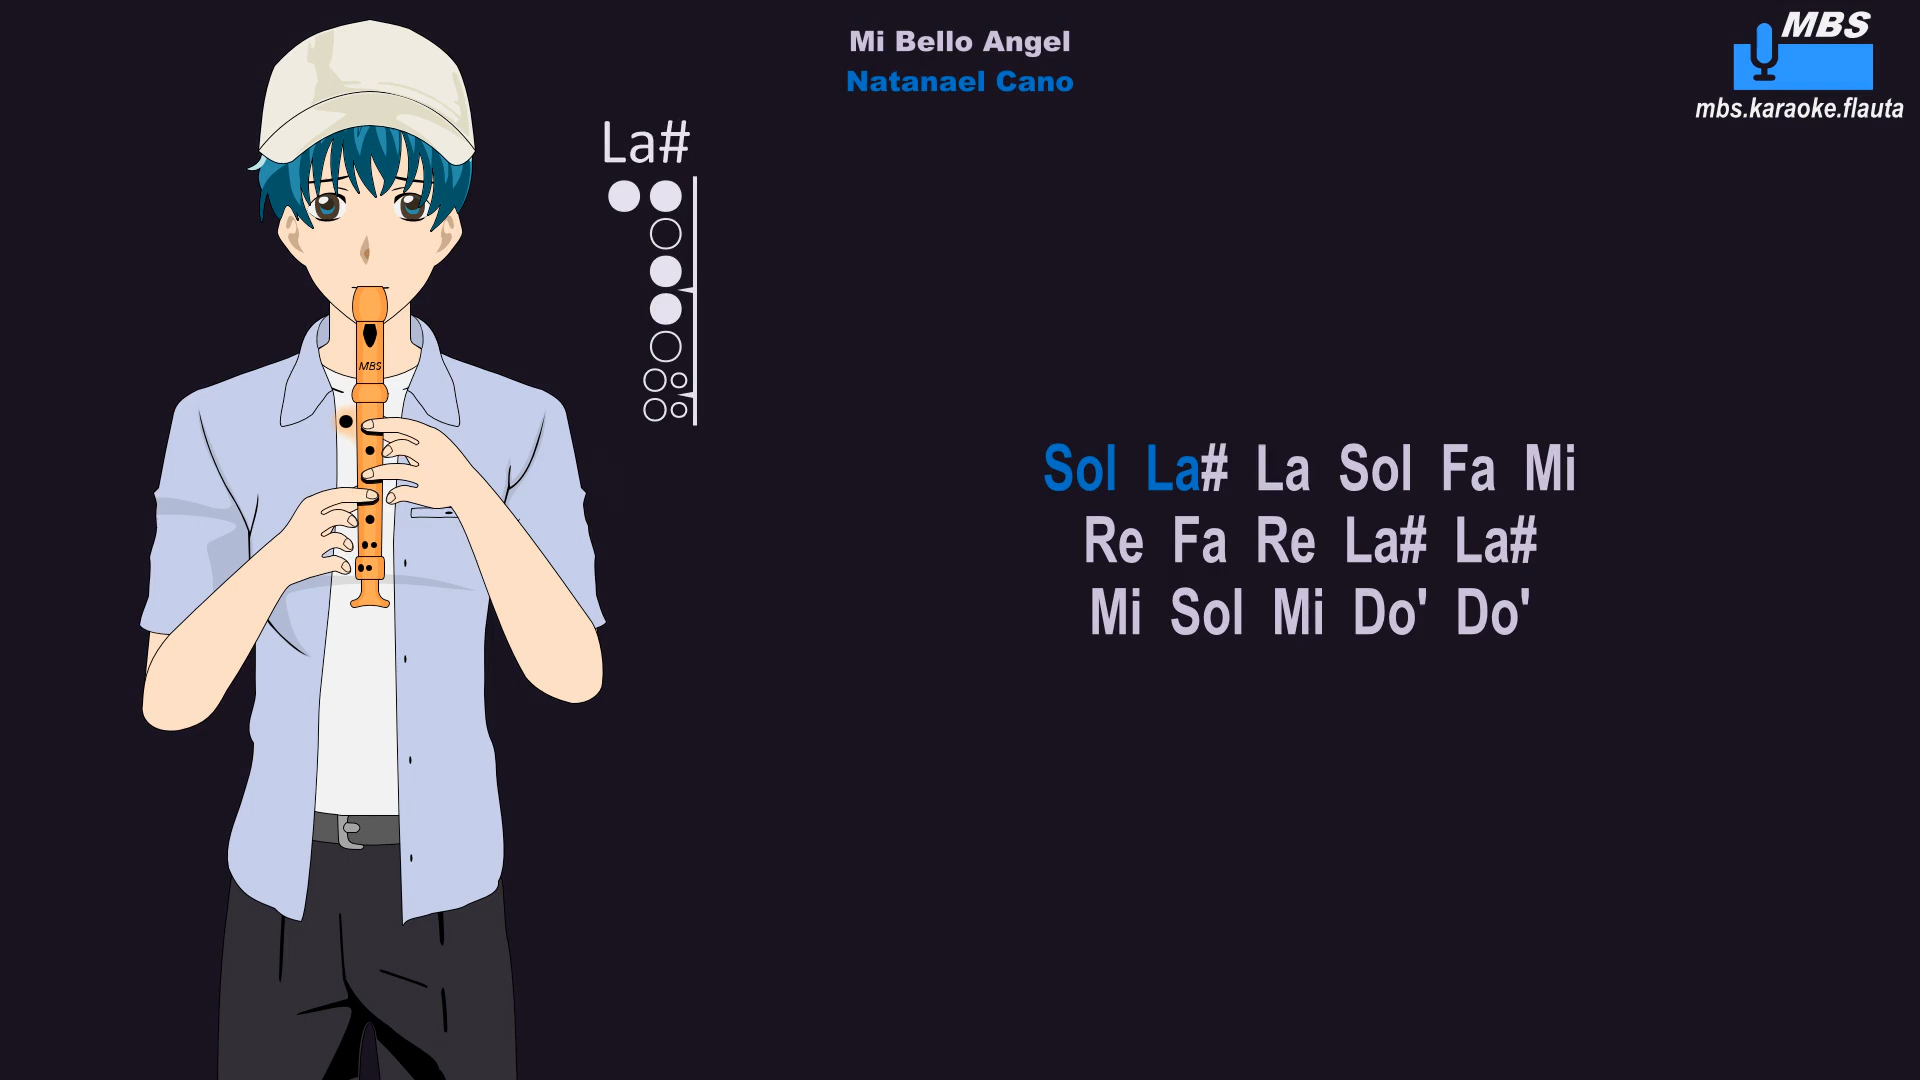 Mi Bello Angel
Natanael Cano
MBS
mbs.karaoke.flauta
La#
MBS
Sol La# La Sol Fa Mi
Re Fa Re La# La#
Mi Sol Mi Do' Do'